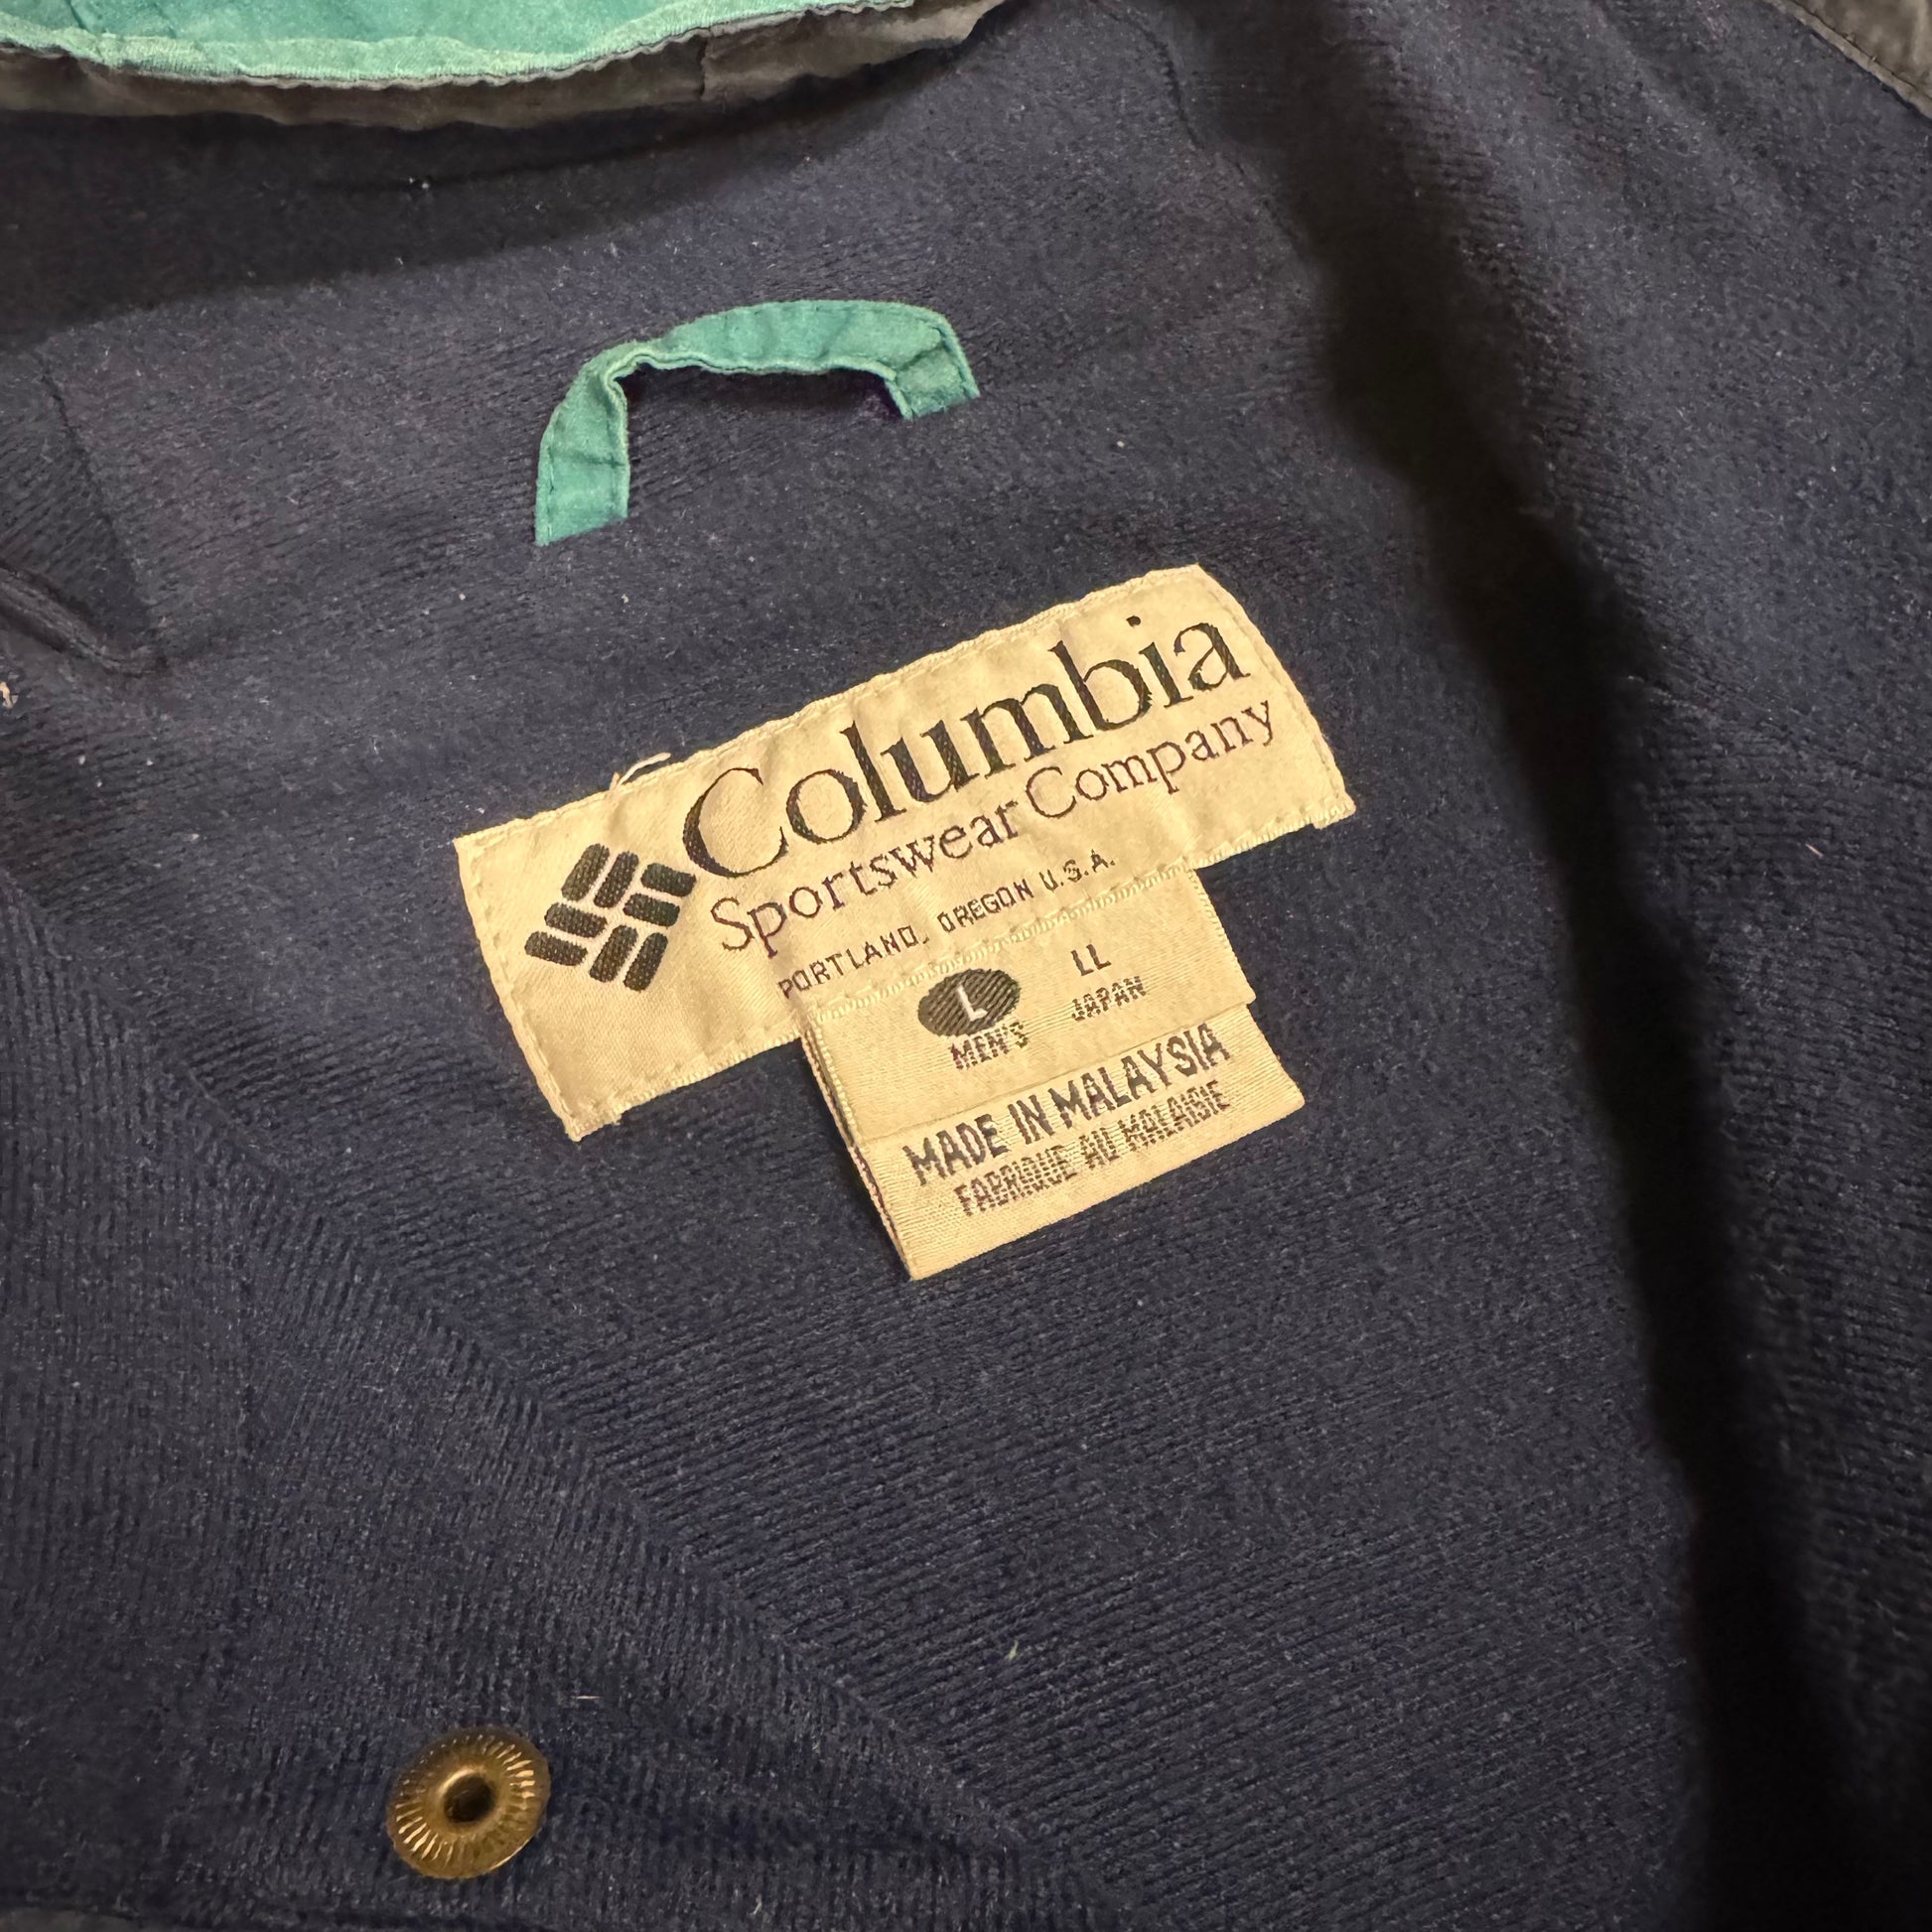 Columbia
Sportswear Company
PORTLAND, OREGON U.S.A.
L LL
MEN'S JAPAN
MADE IN MALAYSIA
FABRIQUE AU MALAISIE